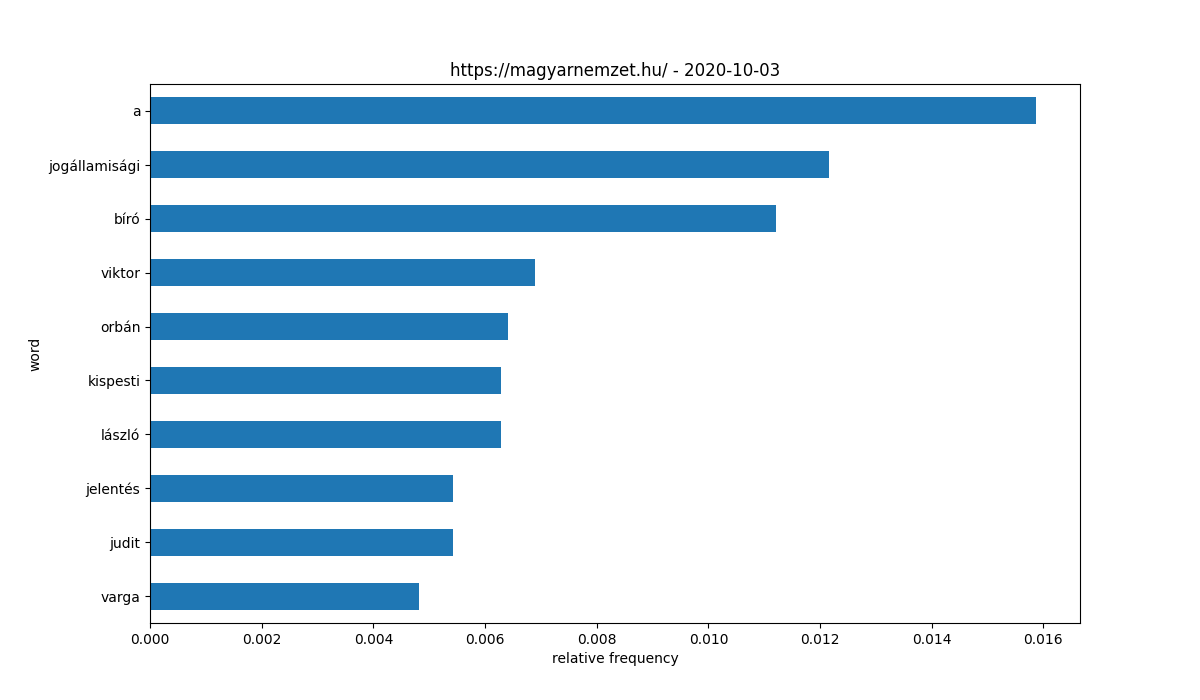 https://magyarnemzet.hu/ - 2020-10-03
word
a
jogállamisági
bíró
viktor
orbán
kispesti
lászló
jelentés
judit
varga
0.000 0.002 0.004 0.006 0.008 0.010 0.012 0.014 0.016
relative frequency